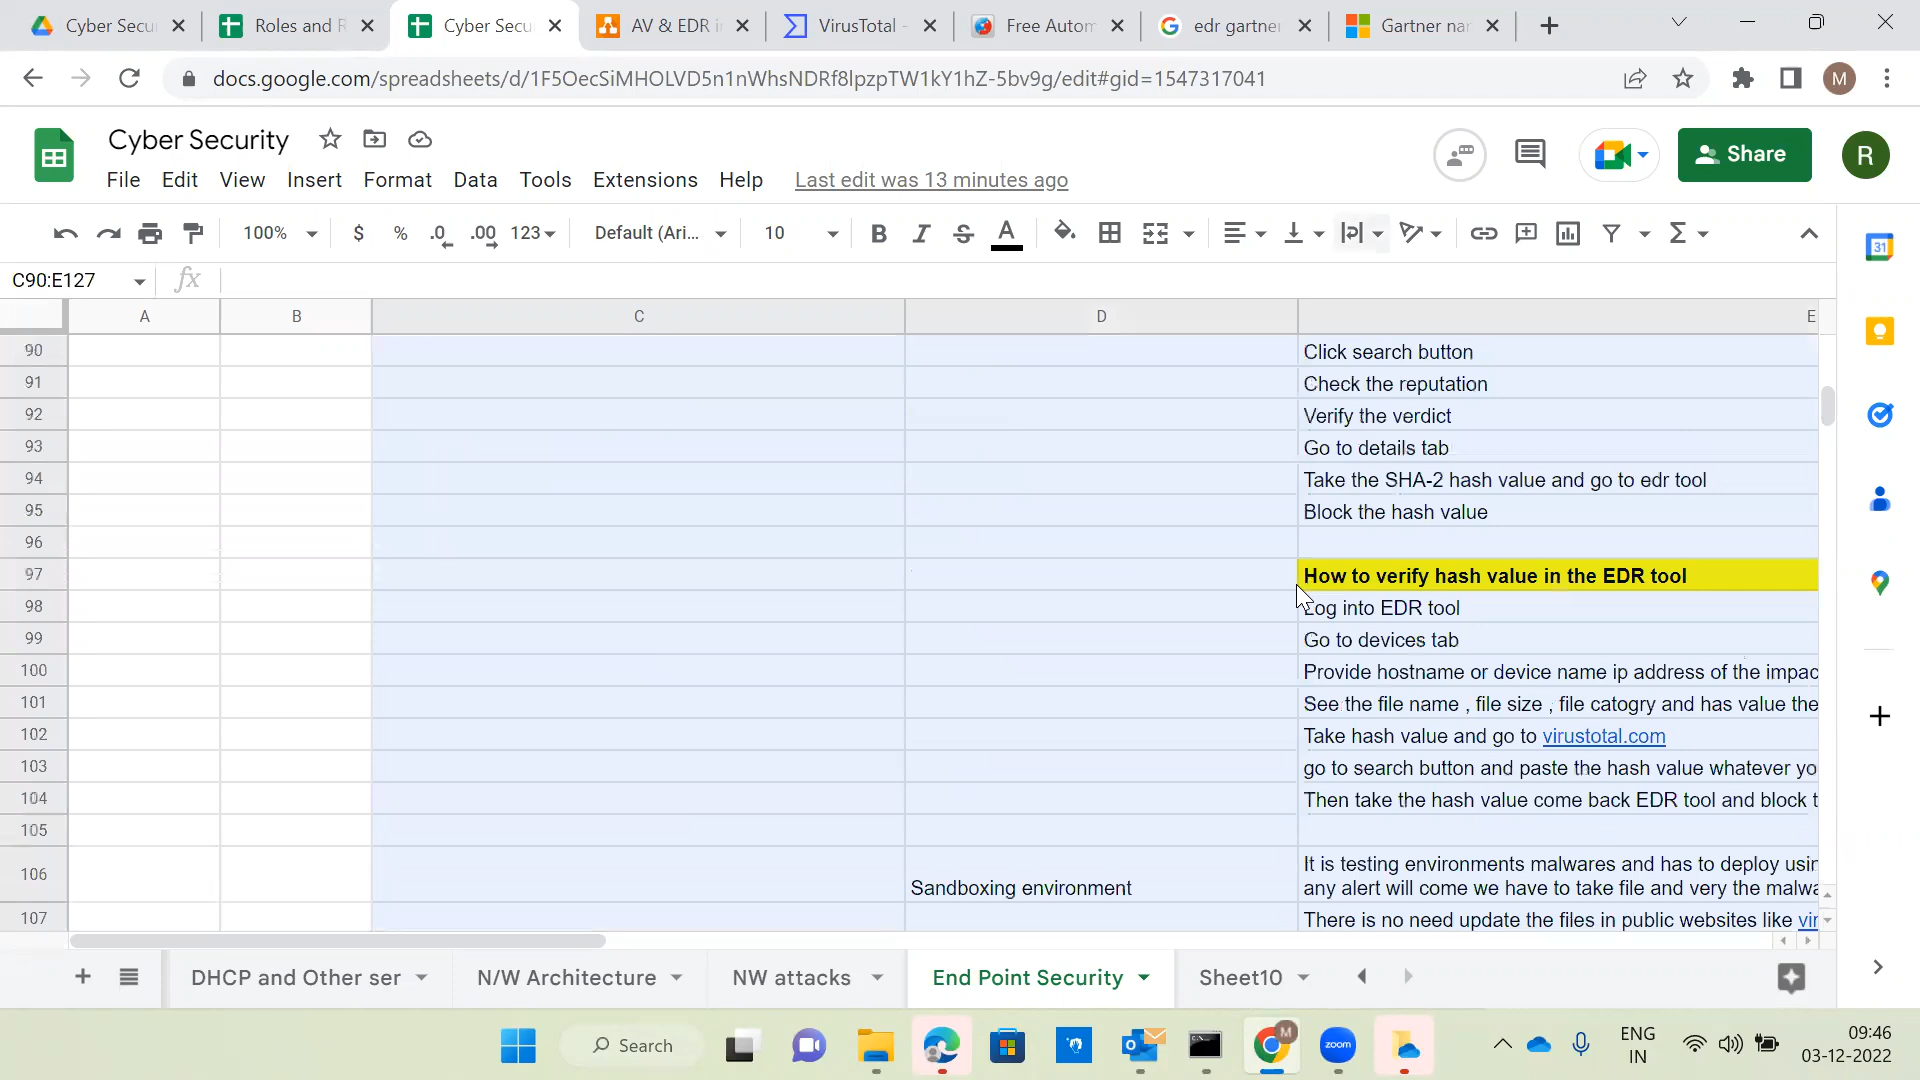 Cyber Secu
Roles and R
Cyber Secu
AV & EDR i
VirusTotal -
Free Autom
edr gartne
Gartner nar
docs.google.com/spreadsheets/d/1F5OecSiMHOLVD5n1nWhsNDRf8lpzpTW1kY1hZ-5bv9g/edit#gid=1547317041
M
Cyber Security
Share
R
File Edit View Insert Format Data Tools Extensions Help Last edit was 13 minutes ago
100% $ % .0 .00 123 Default (Ari... 10 B I S A Σ
31
C90:E127 fx
A B C D E
90 Click search button
91 Check the reputation
92 Verify the verdict
93 Go to details tab
94 Take the SHA-2 hash value and go to edr tool
95 Block the hash value
96
97 How to verify hash value in the EDR tool
98 Log into EDR tool
99 Go to devices tab
100 Provide hostname or device name ip address of the impac
101 See the file name , file size , file catogry and has value the
102 Take hash value and go to virustotal.com
103 go to search button and paste the hash value whatever yo
104 Then take the hash value come back EDR tool and block t
105
106 Sandboxing environment It is testing environments malwares and has to deploy usin
any alert will come we have to take file and very the malwa
107 There is no need update the files in public websites like vir
DHCP and Other ser N/W Architecture NW attacks End Point Security Sheet10
Search
zoom
M
ENG
IN
09:46
03-12-2022